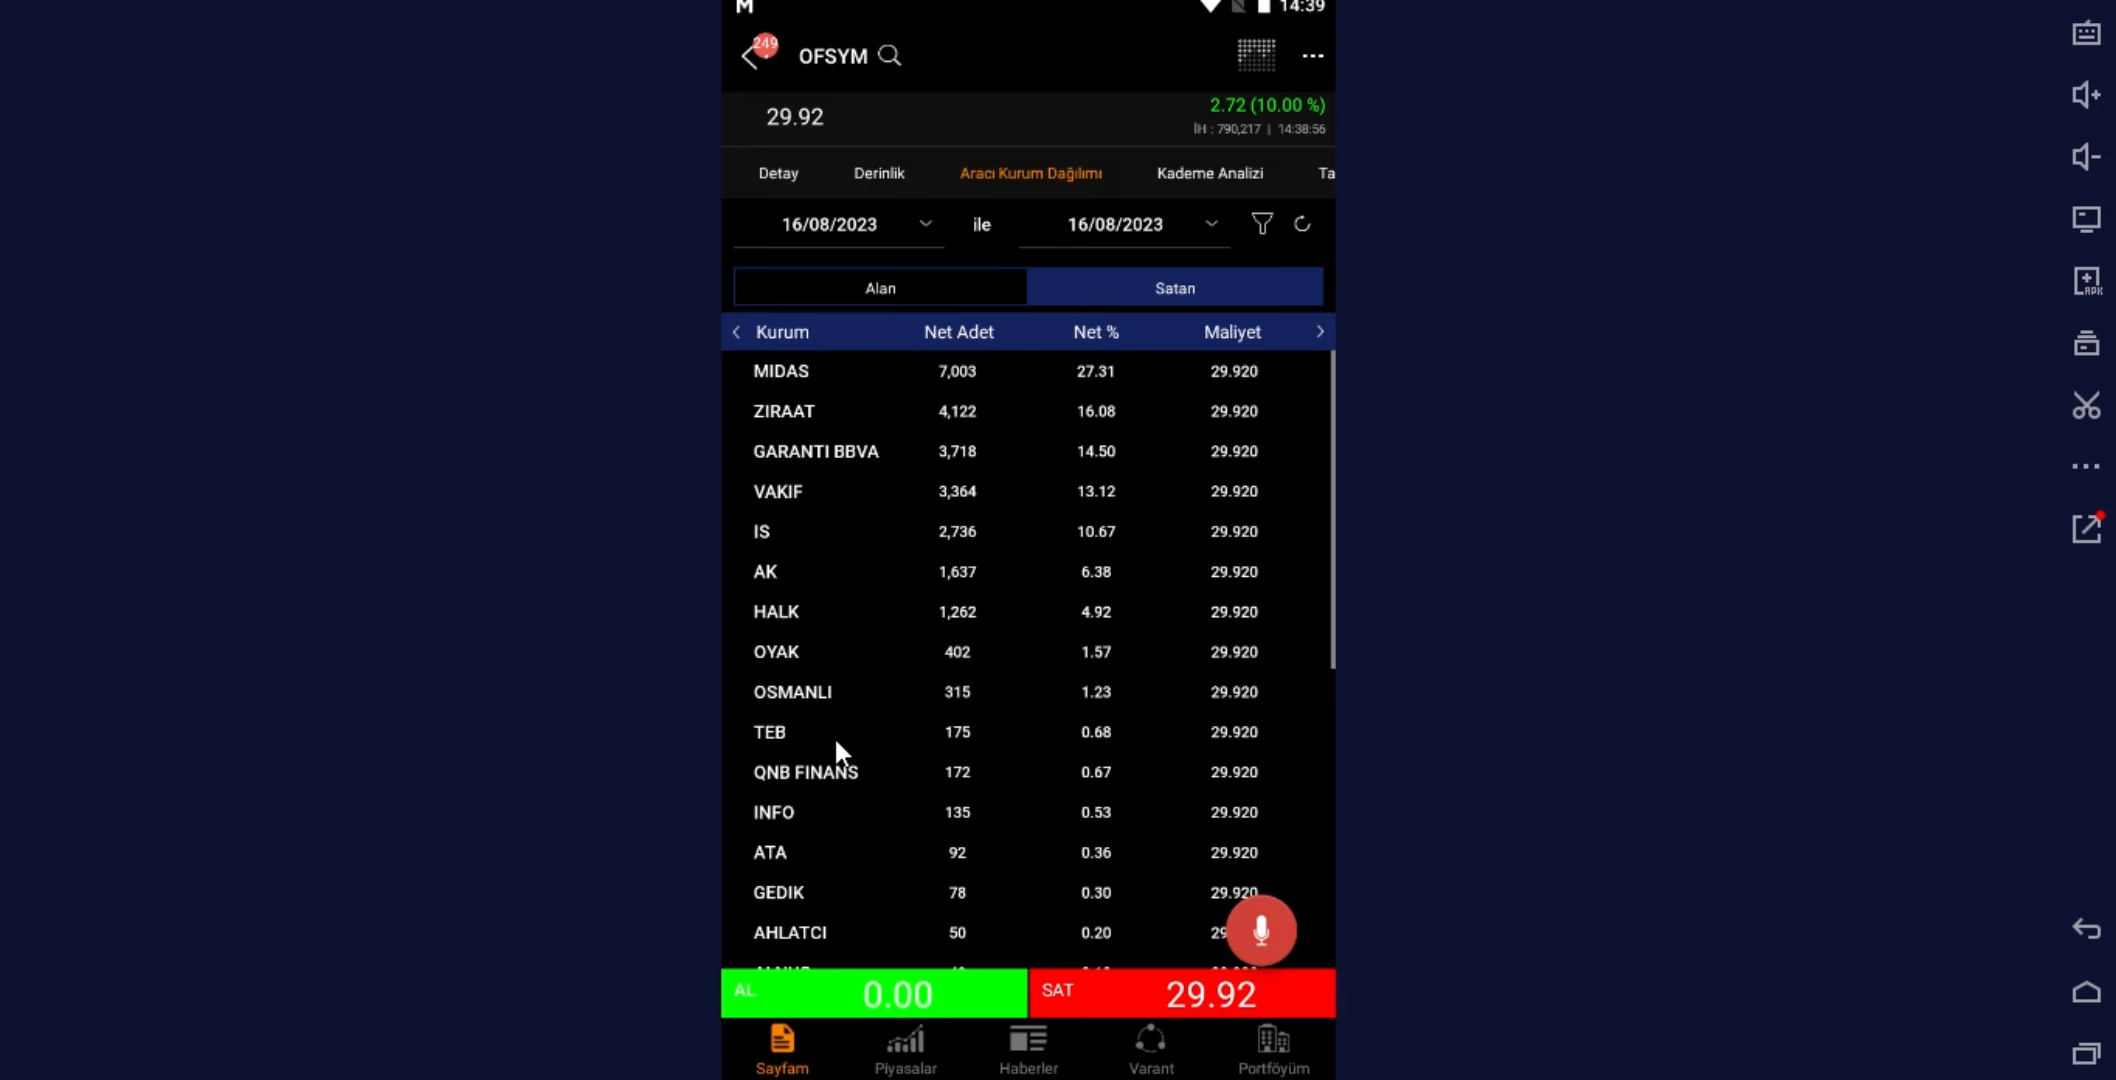 M 14:39
249 OFSYM
29.92 2.72 (10.00 %)
İH : 790,217 | 14:38:56
Detay Derinlik Aracı Kurum Dağılımı Kademe Analizi Ta
16/08/2023 ile 16/08/2023
Alan Satan
Kurum Net Adet Net % Maliyet
MIDAS 7,003 27.31 29.920
ZIRAAT 4,122 16.08 29.920
GARANTI BBVA 3,718 14.50 29.920
VAKIF 3,364 13.12 29.920
IS 2,736 10.67 29.920
AK 1,637 6.38 29.920
HALK 1,262 4.92 29.920
OYAK 402 1.57 29.920
OSMANLI 315 1.23 29.920
TEB 175 0.68 29.920
QNB FINANS 172 0.67 29.920
INFO 135 0.53 29.920
ATA 92 0.36 29.920
GEDIK 78 0.30 29.920
AHLATCI 50 0.20 29
AL 0.00 SAT 29.92
Sayfam Piyasalar Haberler Varant Portföyüm
APK